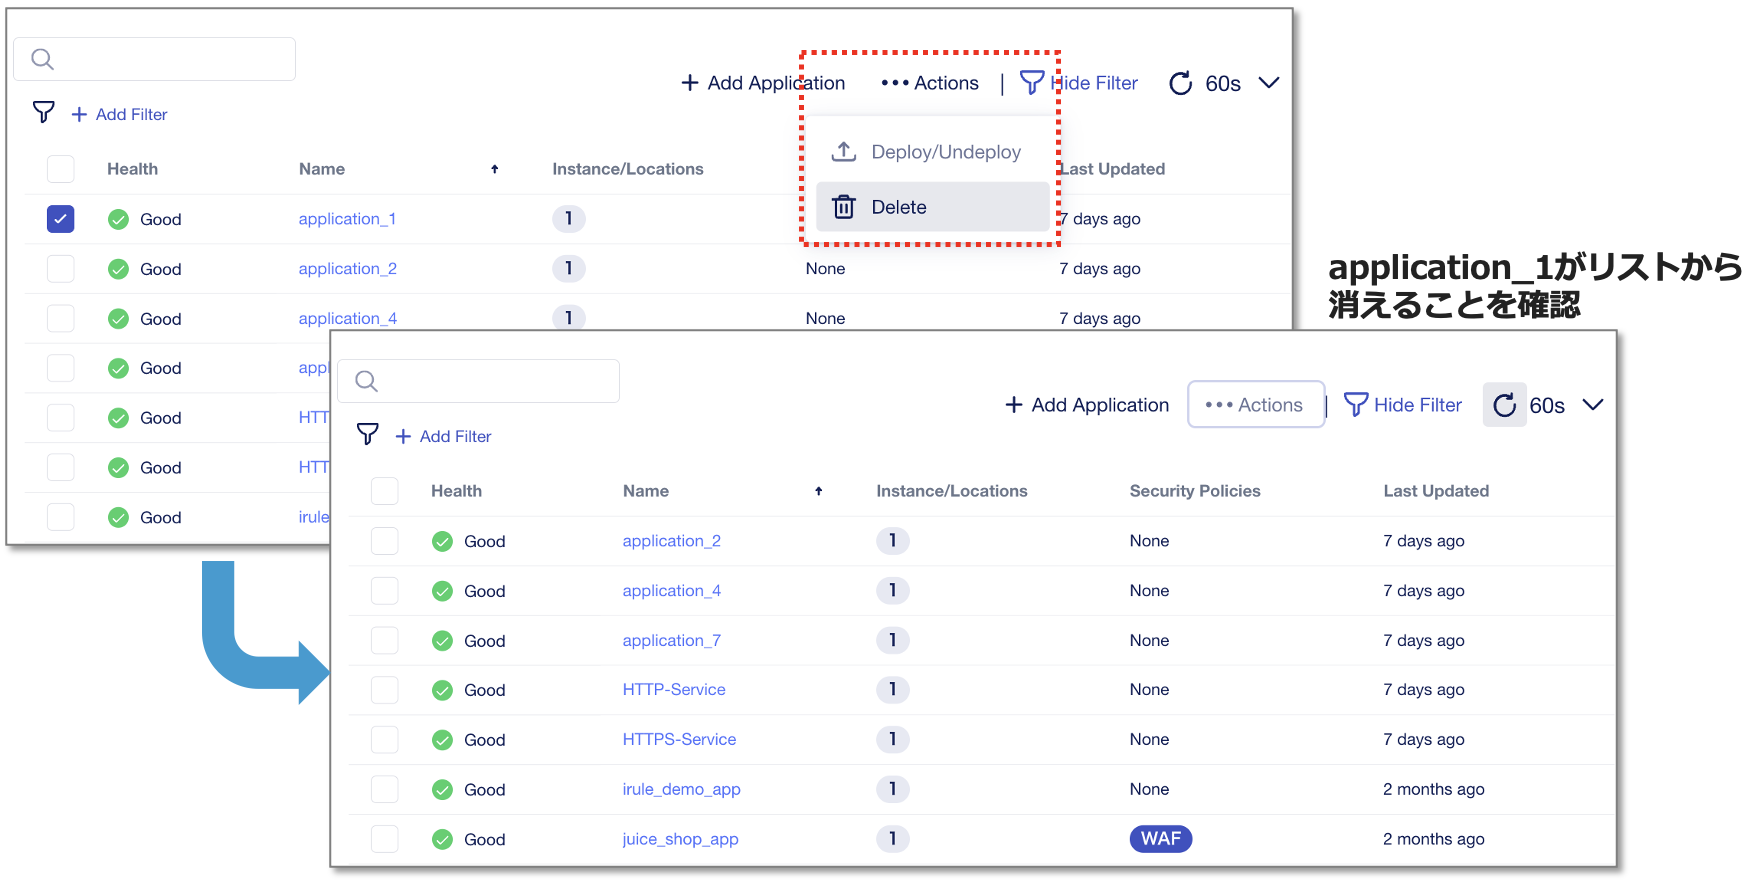 + Add Application
••• Actions
|
Hide Filter
60s
+ Add Filter
Deploy/Undeploy
Delete
Health Name Instance/Locations Last Updated
Good application_1 1 7 days ago
Good application_2 1 None 7 days ago
Good application_4 1 None 7 days ago
Good app
Good HTT
Good HTT
Good irule
application_1がリストから
消えることを確認
+ Add Application
••• Actions
|
Hide Filter
60s
+ Add Filter
Health Name Instance/Locations Security Policies Last Updated
Good application_2 1 None 7 days ago
Good application_4 1 None 7 days ago
Good application_7 1 None 7 days ago
Good HTTP-Service 1 None 7 days ago
Good HTTPS-Service 1 None 7 days ago
Good irule_demo_app 1 None 2 months ago
Good juice_shop_app 1 WAF 2 months ago